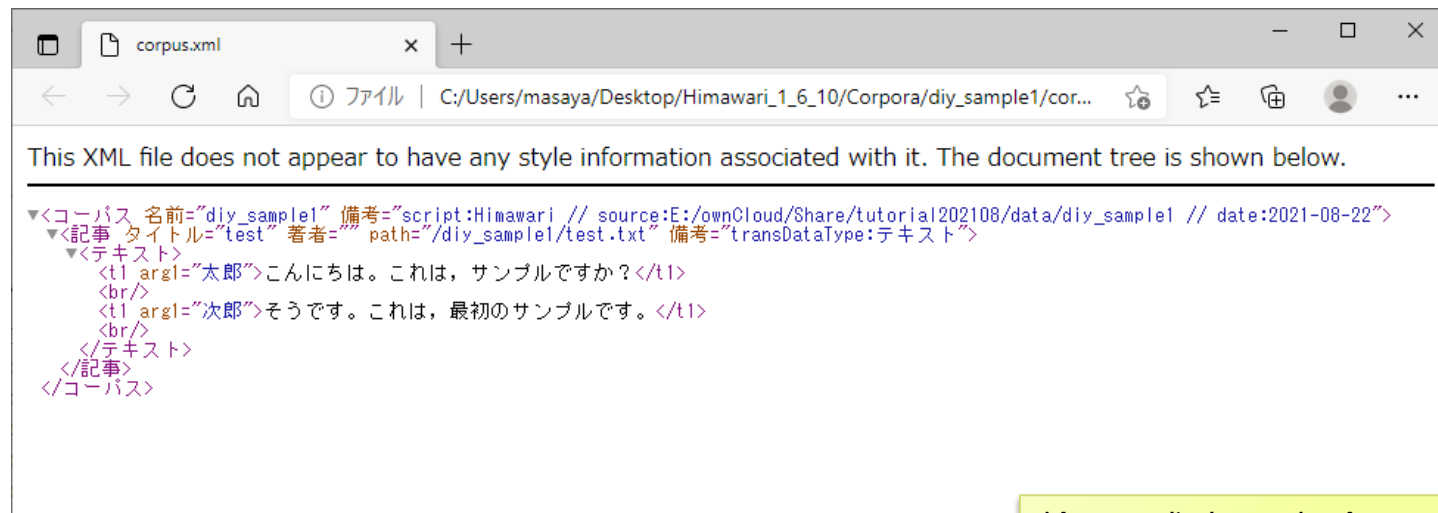 corpus.xml
ファイル | C:/Users/masaya/Desktop/Himawari_1_6_10/Corpora/diy_sample1/cor...
This XML file does not appear to have any style information associated with it. The document tree is shown below.
▼<コーパス 名前="diy_sample1" 備考="script:Himawari // source:E:/ownCloud/Share/tutorial202108/data/diy_sample1 // date:2021-08-22">
▼<記事 タイトル="test" 著者="" path="/diy_sample1/test.txt" 備考="transDataType:テキスト">
▼<テキスト>
<t1 arg1="太郎">こんにちは。これは，サンプルですか？</t1>
<br/>
<t1 arg1="次郎">そうです。これは，最初のサンプルです。</t1>
<br/>
</テキスト>
</記事>
</コーパス>